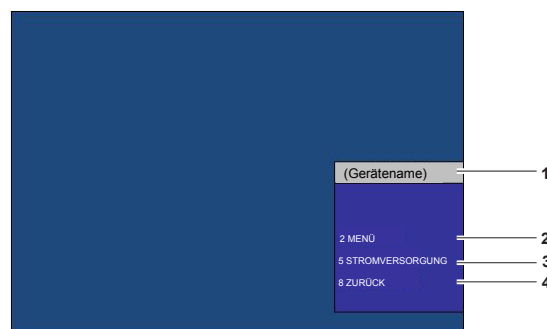 (Gerätename) 1
2 MENÜ 2
5 STROMVERSORGUNG 3
8 ZURÜCK 4